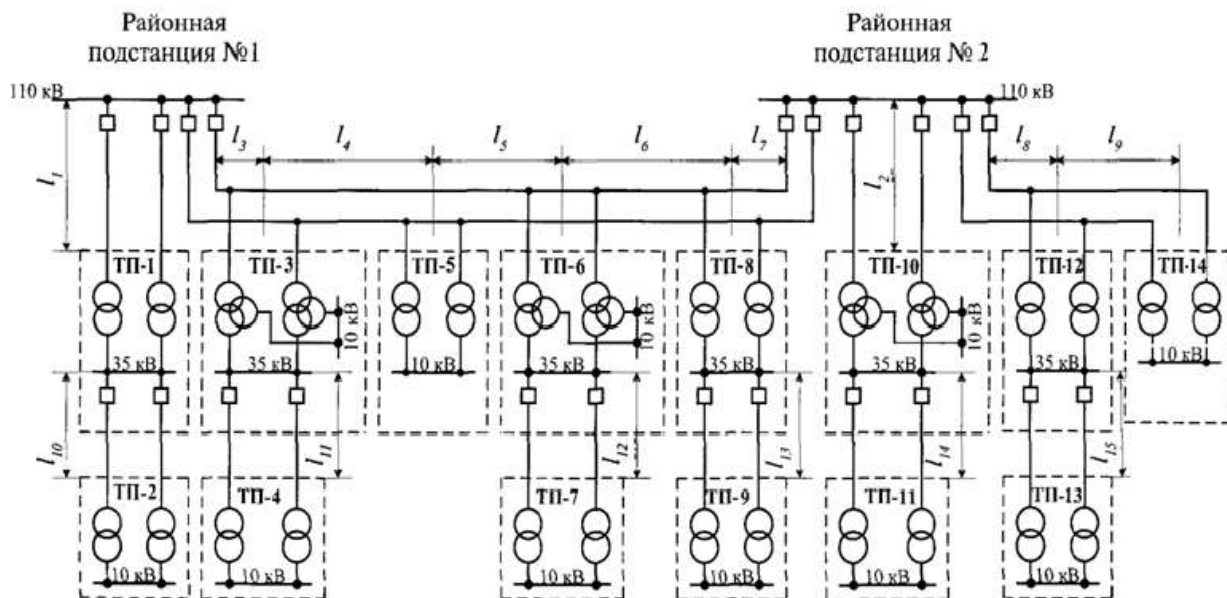 Районная
подстанция №1
Районная
подстанция № 2
110 кВ
110 кВ
l3
l4
l5
l6
l7
l8
l9
l1
l2
ТП-1
ТП-3
ТП-5
ТП-6
ТП-8
ТП-10
ТП-12
ТП-14
10 кВ
10 кВ
10 кВ
35 кВ
35 кВ
10 кВ
35 кВ
35 кВ
35 кВ
35 кВ
10 кВ
l10
l11
l12
l13
l14
l15
ТП-2
ТП-4
ТП-7
ТП-9
ТП-11
ТП-13
10 кВ
10 кВ
10 кВ
10 кВ
10 кВ
10 кВ